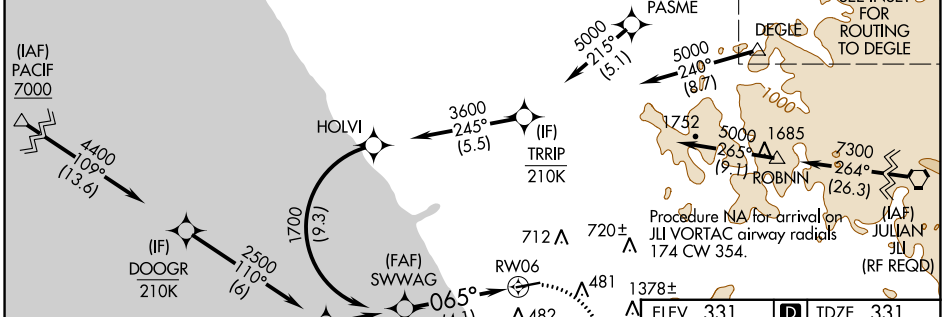 PASME
SEE INSET
FOR
ROUTING
TO DEGLE
DEGLE
5000
215°
(5.1)
5000
240°
(8.7)
1000
(IAF)
PACIF
7000
4400
109°
(13.6)
HOLVI
3600
245°
(5.5)
(IF)
TRRIP
210K
1752
5000
265°
(9.1)
1685
ROBNN
7300
264°
(26.3)
(IAF)
JULIAN
JLI
(RF REQD)
Procedure NA for arrival on
JLI VORTAC airway radials
174 CW 354.
1700
(9.3)
(IF)
DOOGR
210K
2500
110°
(6)
(FAF)
SWWAG
065°
RW06
712
720±
481
482
1378±
ELEV 331
D
TDZE 331